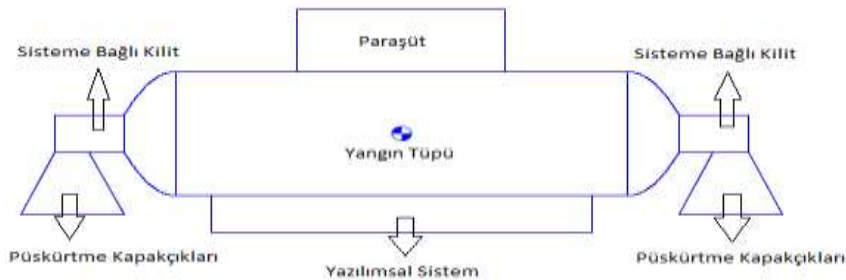 Paraşüt
Sisteme Bağlı Kilit
Sisteme Bağlı Kilit
Yangın Tüpü
Püskürtme Kapakçıkları
Püskürtme Kapakçıkları
Yazılımsal Sistem